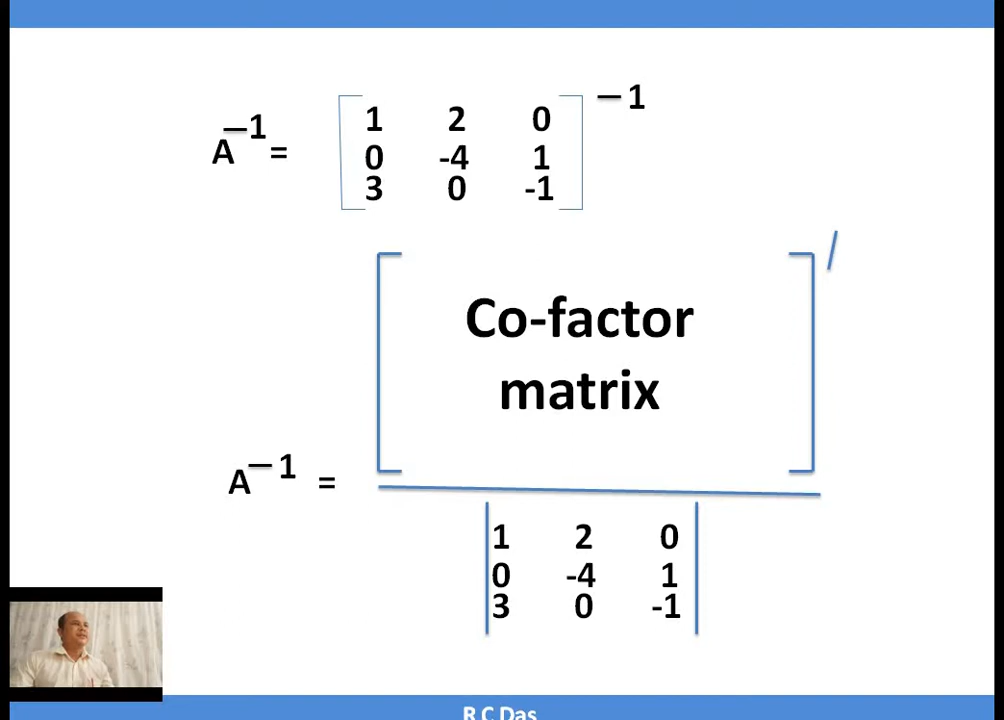 A −1 = [ 1 2 0 ] −1
0 -4 1
3 0 -1
[ Co-factor ] /
matrix
A −1 =
| 1 2 0 |
0 -4 1
3 0 -1
R C Das